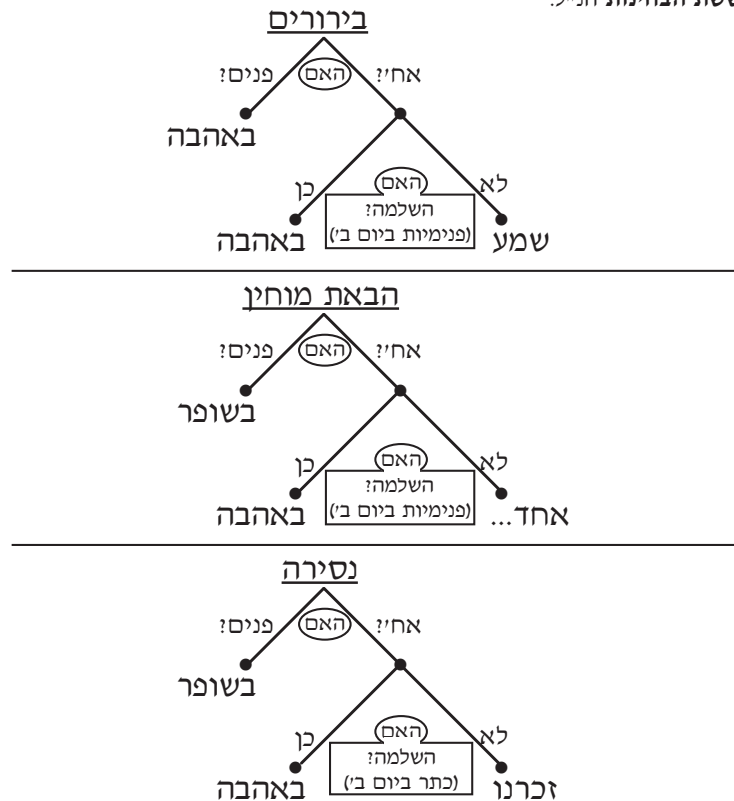 ששת הבחינות הנ״ל.
בירורים
אח׳? האם פנים?
באהבה
לא האם כן
השלמה?
(פנימיות ביום ב׳)
שמע באהבה
הבאת מוחין
אח׳? האם פנים?
בשופר
לא האם כן
השלמה?
(פנימיות ביום ב׳)
אחד... באהבה
נסירה
אח׳? האם פנים?
בשופר
לא האם כן
השלמה?
(כתר ביום ב׳)
זכרנו באהבה